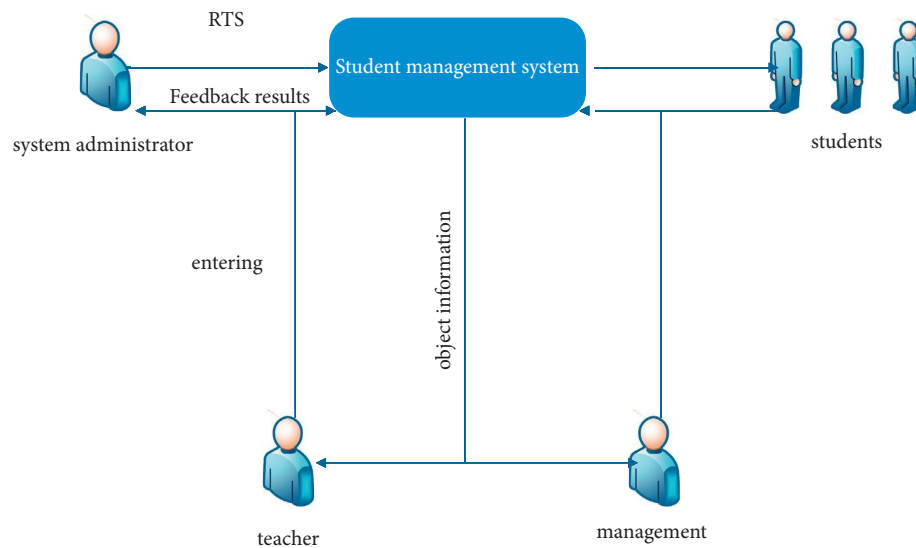 RTS
Student management system
Feedback results
system administrator
students
entering
object information
teacher
management